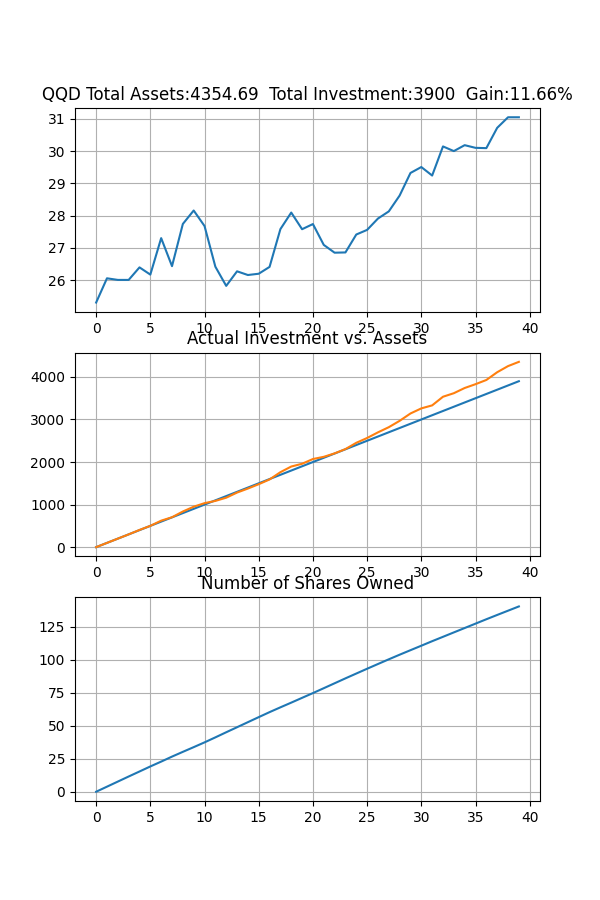 QQD Total Assets:4354.69  Total Investment:3900  Gain:11.66%
31
30
29
28
27
26
0 5 10 15 20 25 30 35 40
Actual Investment vs. Assets
4000
3000
2000
1000
0
0 5 10 15 20 25 30 35 40
Number of Shares Owned
125
100
75
50
25
0
0 5 10 15 20 25 30 35 40